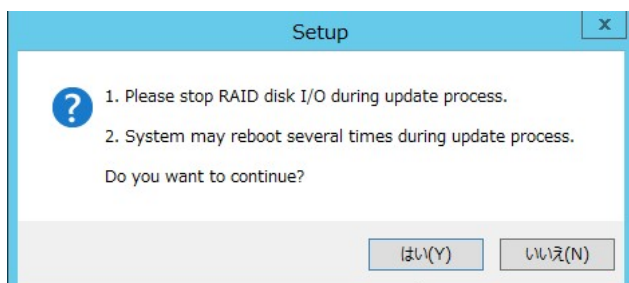 Setup
x
1. Please stop RAID disk I/O during update process.
2. System may reboot several times during update process.
Do you want to continue?
はい(Y)
いいえ(N)